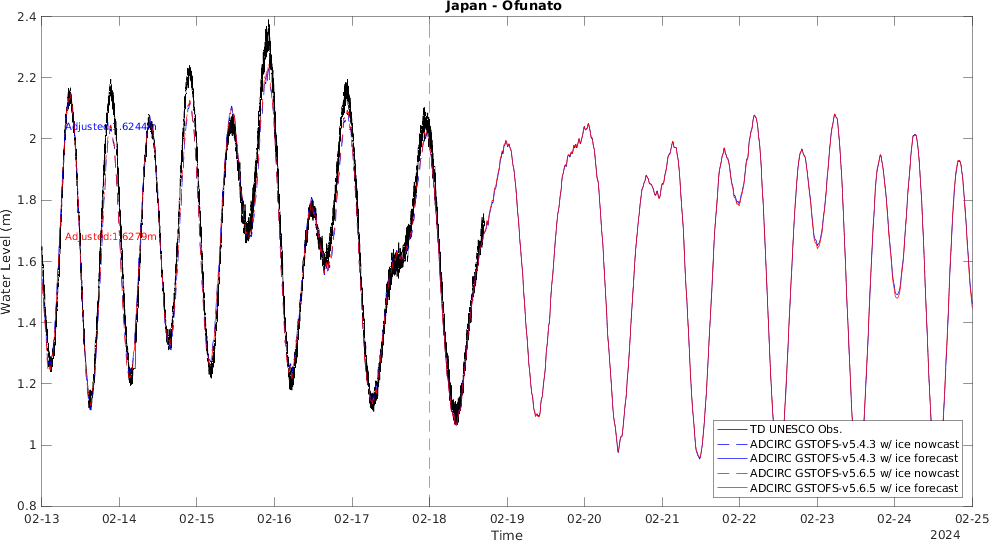 Japan - Ofunato
2.4
2.2
2
1.8
1.6
1.4
1.2
1
0.8
Water Level (m)
Adjusted:1.6244m
Adjusted:1.6279m
TD UNESCO Obs.
ADCIRC GSTOFS-v5.4.3 w/ ice nowcast
ADCIRC GSTOFS-v5.4.3 w/ ice forecast
ADCIRC GSTOFS-v5.6.5 w/ ice nowcast
ADCIRC GSTOFS-v5.6.5 w/ ice forecast
02-13 02-14 02-15 02-16 02-17 02-18 02-19 02-20 02-21 02-22 02-23 02-24 02-25
Time
2024